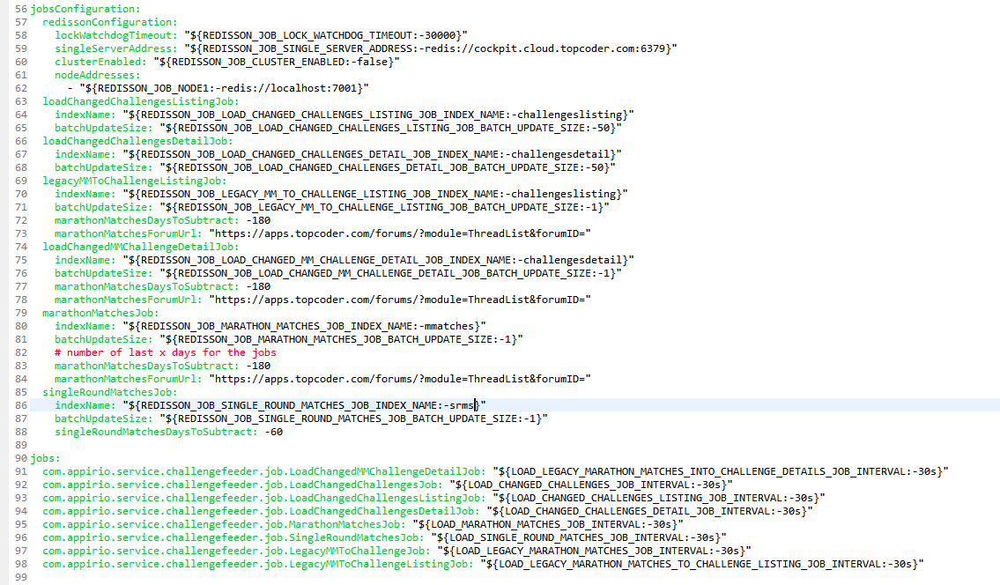 56 jobsConfiguration:
57   redissonConfiguration:
58     lockWatchdogTimeout: "${REDISSON_JOB_LOCK_WATCHDOG_TIMEOUT:-30000}"
59     singleServerAddress: "${REDISSON_JOB_SINGLE_SERVER_ADDRESS:-redis://cockpit.cloud.topcoder.com:6379}"
60     clusterEnabled: "${REDISSON_JOB_CLUSTER_ENABLED:-false}"
61     nodeAddresses:
62       - "${REDISSON_JOB_NODE1:-redis://localhost:7001}"
63   loadChangedChallengesListingJob:
64     indexName: "${REDISSON_JOB_LOAD_CHANGED_CHALLENGES_LISTING_JOB_INDEX_NAME:-challengeslisting}"
65     batchUpdateSize: "${REDISSON_JOB_LOAD_CHANGED_CHALLENGES_LISTING_JOB_BATCH_UPDATE_SIZE:-50}"
66   loadChangedChallengesDetailJob:
67     indexName: "${REDISSON_JOB_LOAD_CHANGED_CHALLENGES_DETAIL_JOB_INDEX_NAME:-challengesdetail}"
68     batchUpdateSize: "${REDISSON_JOB_LOAD_CHANGED_CHALLENGES_DETAIL_JOB_BATCH_UPDATE_SIZE:-50}"
69   legacyMMToChallengeListingJob:
70     indexName: "${REDISSON_JOB_LEGACY_MM_TO_CHALLENGE_LISTING_JOB_INDEX_NAME:-challengeslisting}"
71     batchUpdateSize: "${REDISSON_JOB_LEGACY_MM_TO_CHALLENGE_LISTING_JOB_BATCH_UPDATE_SIZE:-1}"
72     marathonMatchesDaysToSubtract: -180
73     marathonMatchesForumUrl: "https://apps.topcoder.com/forums/?module=ThreadList&forumID="
74   loadChangedMMChallengeDetailJob:
75     indexName: "${REDISSON_JOB_LOAD_CHANGED_MM_CHALLENGE_DETAIL_JOB_INDEX_NAME:-challengesdetail}"
76     batchUpdateSize: "${REDISSON_JOB_LOAD_CHANGED_MM_CHALLENGE_DETAIL_JOB_BATCH_UPDATE_SIZE:-1}"
77     marathonMatchesDaysToSubtract: -180
78     marathonMatchesForumUrl: "https://apps.topcoder.com/forums/?module=ThreadList&forumID="
79   marathonMatchesJob:
80     indexName: "${REDISSON_JOB_MARATHON_MATCHES_JOB_INDEX_NAME:-mmatches}"
81     batchUpdateSize: "${REDISSON_JOB_MARATHON_MATCHES_JOB_BATCH_UPDATE_SIZE:-1}"
82     # number of last x days for the jobs
83     marathonMatchesDaysToSubtract: -180
84     marathonMatchesForumUrl: "https://apps.topcoder.com/forums/?module=ThreadList&forumID="
85   singleRoundMatchesJob:
86     indexName: "${REDISSON_JOB_SINGLE_ROUND_MATCHES_JOB_INDEX_NAME:-srms}"
87     batchUpdateSize: "${REDISSON_JOB_SINGLE_ROUND_MATCHES_JOB_BATCH_UPDATE_SIZE:-1}"
88     singleRoundMatchesDaysToSubtract: -60
89
90 jobs:
91   com.appirio.service.challengefeeder.job.LoadChangedMMChallengeDetailJob: "${LOAD_LEGACY_MARATHON_MATCHES_INTO_CHALLENGE_DETAILS_JOB_INTERVAL:-30s}"
92   com.appirio.service.challengefeeder.job.LoadChangedChallengesJob: "${LOAD_CHANGED_CHALLENGES_JOB_INTERVAL:-30s}"
93   com.appirio.service.challengefeeder.job.LoadChangedChallengesListingJob: "${LOAD_CHANGED_CHALLENGES_LISTING_JOB_INTERVAL:-30s}"
94   com.appirio.service.challengefeeder.job.LoadChangedChallengesDetailJob: "${LOAD_CHANGED_CHALLENGES_DETAIL_JOB_INTERVAL:-30s}"
95   com.appirio.service.challengefeeder.job.MarathonMatchesJob: "${LOAD_MARATHON_MATCHES_JOB_INTERVAL:-30s}"
96   com.appirio.service.challengefeeder.job.SingleRoundMatchesJob: "${LOAD_SINGLE_ROUND_MATCHES_JOB_INTERVAL:-30s}"
97   com.appirio.service.challengefeeder.job.LegacyMMToChallengeJob: "${LOAD_LEGACY_MARATHON_MATCHES_JOB_INTERVAL:-30s}"
98   com.appirio.service.challengefeeder.job.LegacyMMToChallengeListingJob: "${LOAD_LEGACY_MARATHON_MATCHES_TO_CHALLENGE_LISTING_JOB_INTERVAL:-30s}"
99